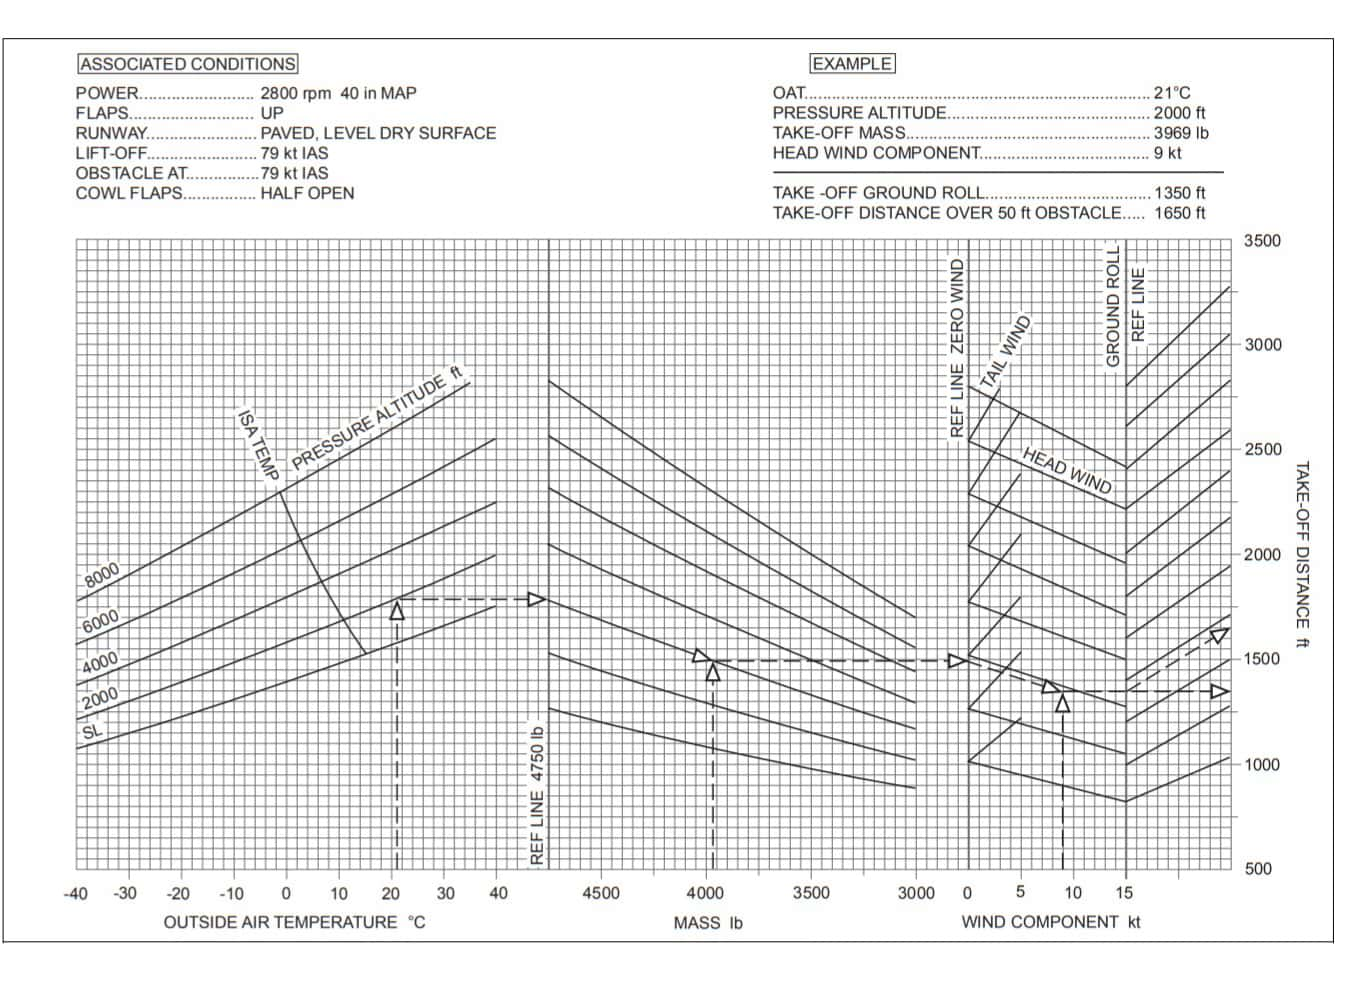 ASSOCIATED CONDITIONS
POWER......................... 2800 rpm 40 in MAP
FLAPS........................... UP
RUNWAY........................ PAVED, LEVEL DRY SURFACE
LIFT-OFF........................ 79 kt IAS
OBSTACLE AT................ 79 kt IAS
COWL FLAPS................ HALF OPEN
EXAMPLE
OAT.......................................................................... 21°C
PRESSURE ALTITUDE............................................ 2000 ft
TAKE-OFF MASS..................................................... 3969 lb
HEAD WIND COMPONENT..................................... 9 kt
TAKE -OFF GROUND ROLL.................................... 1350 ft
TAKE-OFF DISTANCE OVER 50 ft OBSTACLE..... 1650 ft
ISA TEMP
PRESSURE ALTITUDE ft
8000
6000
4000
2000
SL
REF LINE 4750 lb
REF LINE ZERO WIND
TAIL WIND
HEAD WIND
GROUND ROLL
REF LINE
3500
3000
2500
2000
1500
1000
500
TAKE-OFF DISTANCE ft
-40 -30 -20 -10 0 10 20 30 40 4500 4000 3500 3000 0 5 10 15
OUTSIDE AIR TEMPERATURE °C MASS lb WIND COMPONENT kt